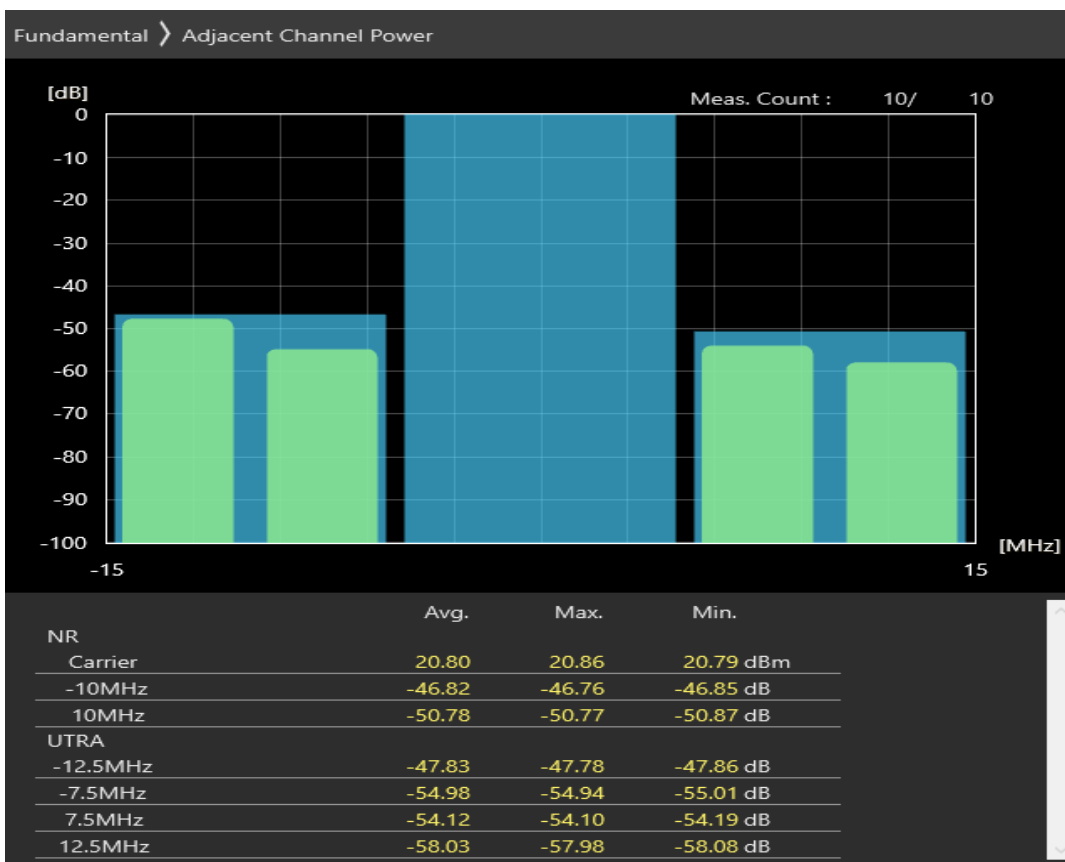 Fundamental 〉 Adjacent Channel Power
[dB]
Meas. Count : 10/ 10
0
-10
-20
-30
-40
-50
-60
-70
-80
-90
-100
[MHz]
-15 15
Avg. Max. Min.
NR
Carrier 20.80 20.86 20.79 dBm
-10MHz -46.82 -46.76 -46.85 dB
10MHz -50.78 -50.77 -50.87 dB
UTRA
-12.5MHz -47.83 -47.78 -47.86 dB
-7.5MHz -54.98 -54.94 -55.01 dB
7.5MHz -54.12 -54.10 -54.19 dB
12.5MHz -58.03 -57.98 -58.08 dB